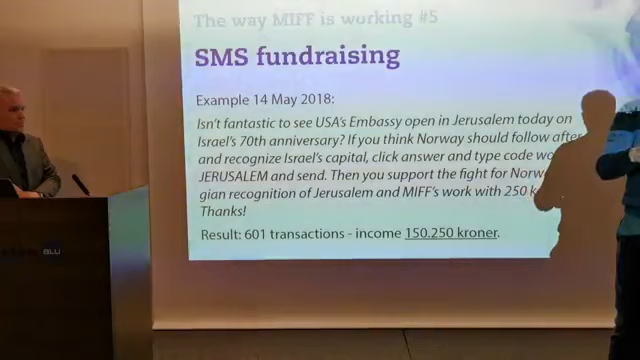 The way MIFF is working #5
SMS fundraising
Example 14 May 2018:
Isn't fantastic to see USA's Embassy open in Jerusalem today on
Israel's 70th anniversary? If you think Norway should follow after
and recognize Israel's capital, click answer and type code wo
JERUSALEM and send. Then you support the fight for Norw
gian recognition of Jerusalem and MIFF's work with 250 k
Thanks!
Result: 601 transactions - income 150.250 kroner.
BLU